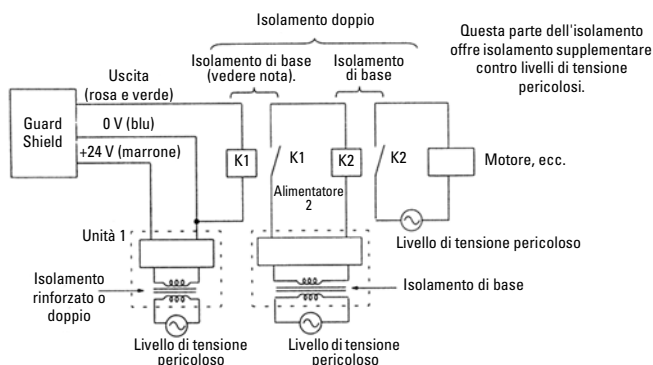 Isolamento doppio
Questa parte dell'isolamento
offre isolamento supplementare
contro livelli di tensione
pericolosi.
Isolamento di base
(vedere nota).
Isolamento
di base
Uscita
(rosa e verde)
Guard
Shield
0 V (blu)
+24 V (marrone)
K1
K1
K2
K2
Motore, ecc.
Alimentatore
2
Livello di tensione pericoloso
Unità 1
Isolamento
rinforzato o
doppio
Isolamento di base
Livello di tensione
pericoloso
Livello di tensione
pericoloso